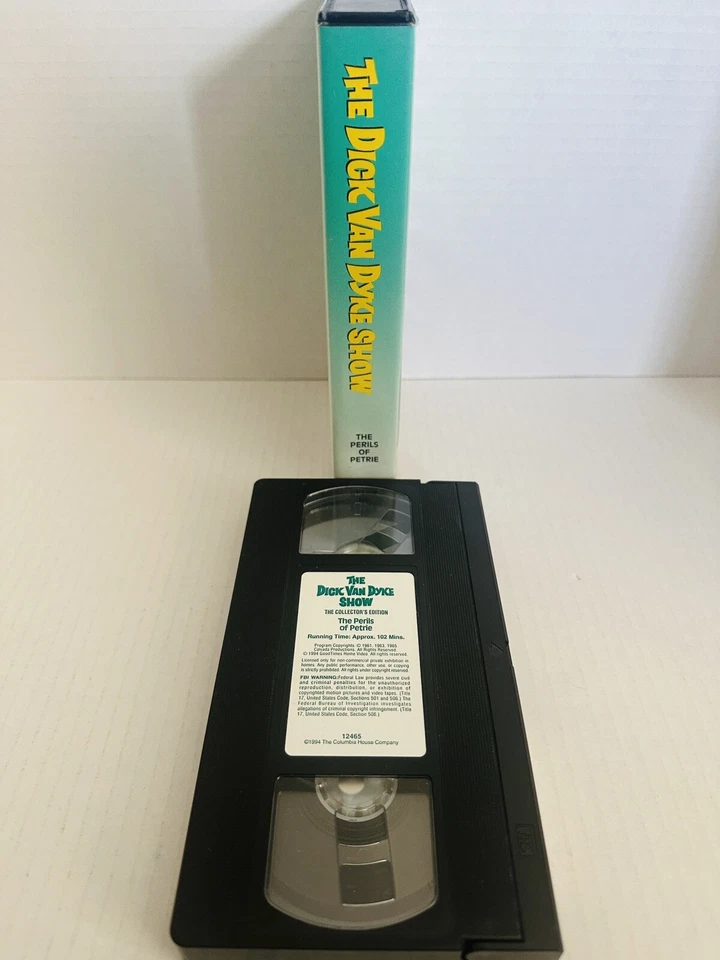 THE DICK VAN DYKE SHOW
THE
PERILS
OF
PETRIE
THE
DICK VAN DYKE
SHOW
THE COLLECTOR'S EDITION
The Perils
of Petrie
Running Time: Approx. 102 Mins.
Program Copyrights © 1961, 1963, 1965
Canada Productions. All Rights Reserved.
© 1994 GoodTimes Home Video. All rights reserved.
Licensed only for non-commercial private exhibition in
homes. Any public performance, other use, or copying
is strictly prohibited. All rights under copyright reserved.
FBI WARNING:Federal Law provides severe civil
and criminal penalties for the unauthorized
reproduction, distribution, or exhibition of
copyrighted motion pictures and video tapes. (Title
17, United States Code, Sections 501 and 506.) The
Federal Bureau of Investigation investigates
allegations of criminal copyright infringement. (Title
17, United States Code, Section 506.)
12465
©1994 The Columbia House Company